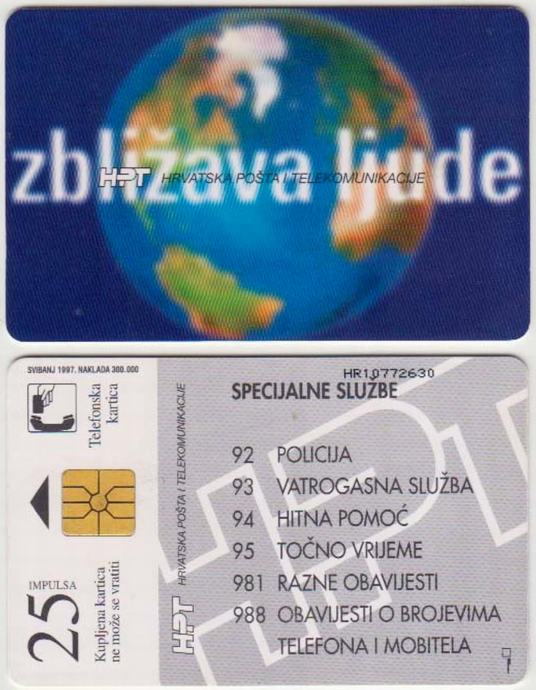 zbližava ljude
HPT HRVATSKA POŠTA I TELEKOMUNIKACIJE
SVIBANJ 1997. NAKLADA 300.000
Telefonska
kartica
25 IMPULSA
Kupljena kartica
ne može se vratiti
HPT HRVATSKA POŠTA I TELEKOMUNIKACIJE
HR10772630
SPECIJALNE SLUŽBE
92 POLICIJA
93 VATROGASNA SLUŽBA
94 HITNA POMOĆ
95 TOČNO VRIJEME
981 RAZNE OBAVIJESTI
988 OBAVIJESTI O BROJEVIMA
TELEFONA I MOBITELA
HPT